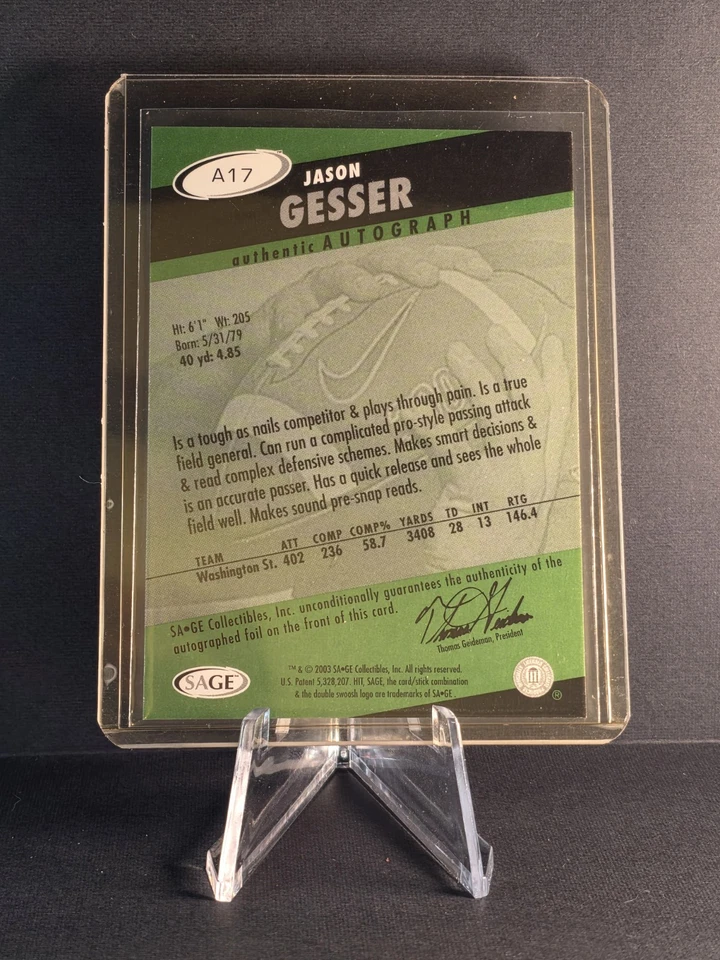 A17
JASON
GESSER
authentic AUTOGRAPH
Ht: 6'1" Wt: 205
Born: 5/31/79
40 yd: 4.85
Is a tough as nails competitor & plays through pain. Is a true
field general. Can run a complicated pro-style passing attack
& read complex defensive schemes. Makes smart decisions &
is an accurate passer. Has a quick release and sees the whole
field well. Makes sound pre-snap reads.
TEAM ATT COMP COMP% YARDS TD INT RTG
Washington St. 402 236 58.7 3408 28 13 146.4
SA•GE Collectibles, Inc. unconditionally guarantees the authenticity of the
autographed foil on the front of this card.
Thomas Geideman, President
SAGE
™ & © 2003 SA•GE Collectibles, Inc. All rights reserved.
U.S. Patent 5,328,207. HIT, SAGE, the card/stick combination
& the double swoosh logo are trademarks of SA•GE.
®